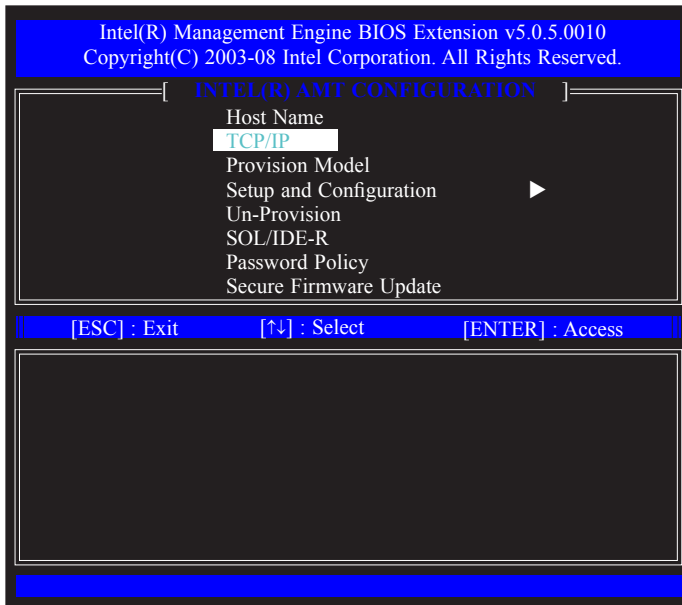 Intel(R) Management Engine BIOS Extension v5.0.5.0010
Copyright(C) 2003-08 Intel Corporation. All Rights Reserved.
[ INTEL(R) AMT CONFIGURATION ]
Host Name
TCP/IP
Provision Model
Setup and Configuration ▶
Un-Provision
SOL/IDE-R
Password Policy
Secure Firmware Update
[ESC] : Exit [↑↓] : Select [ENTER] : Access